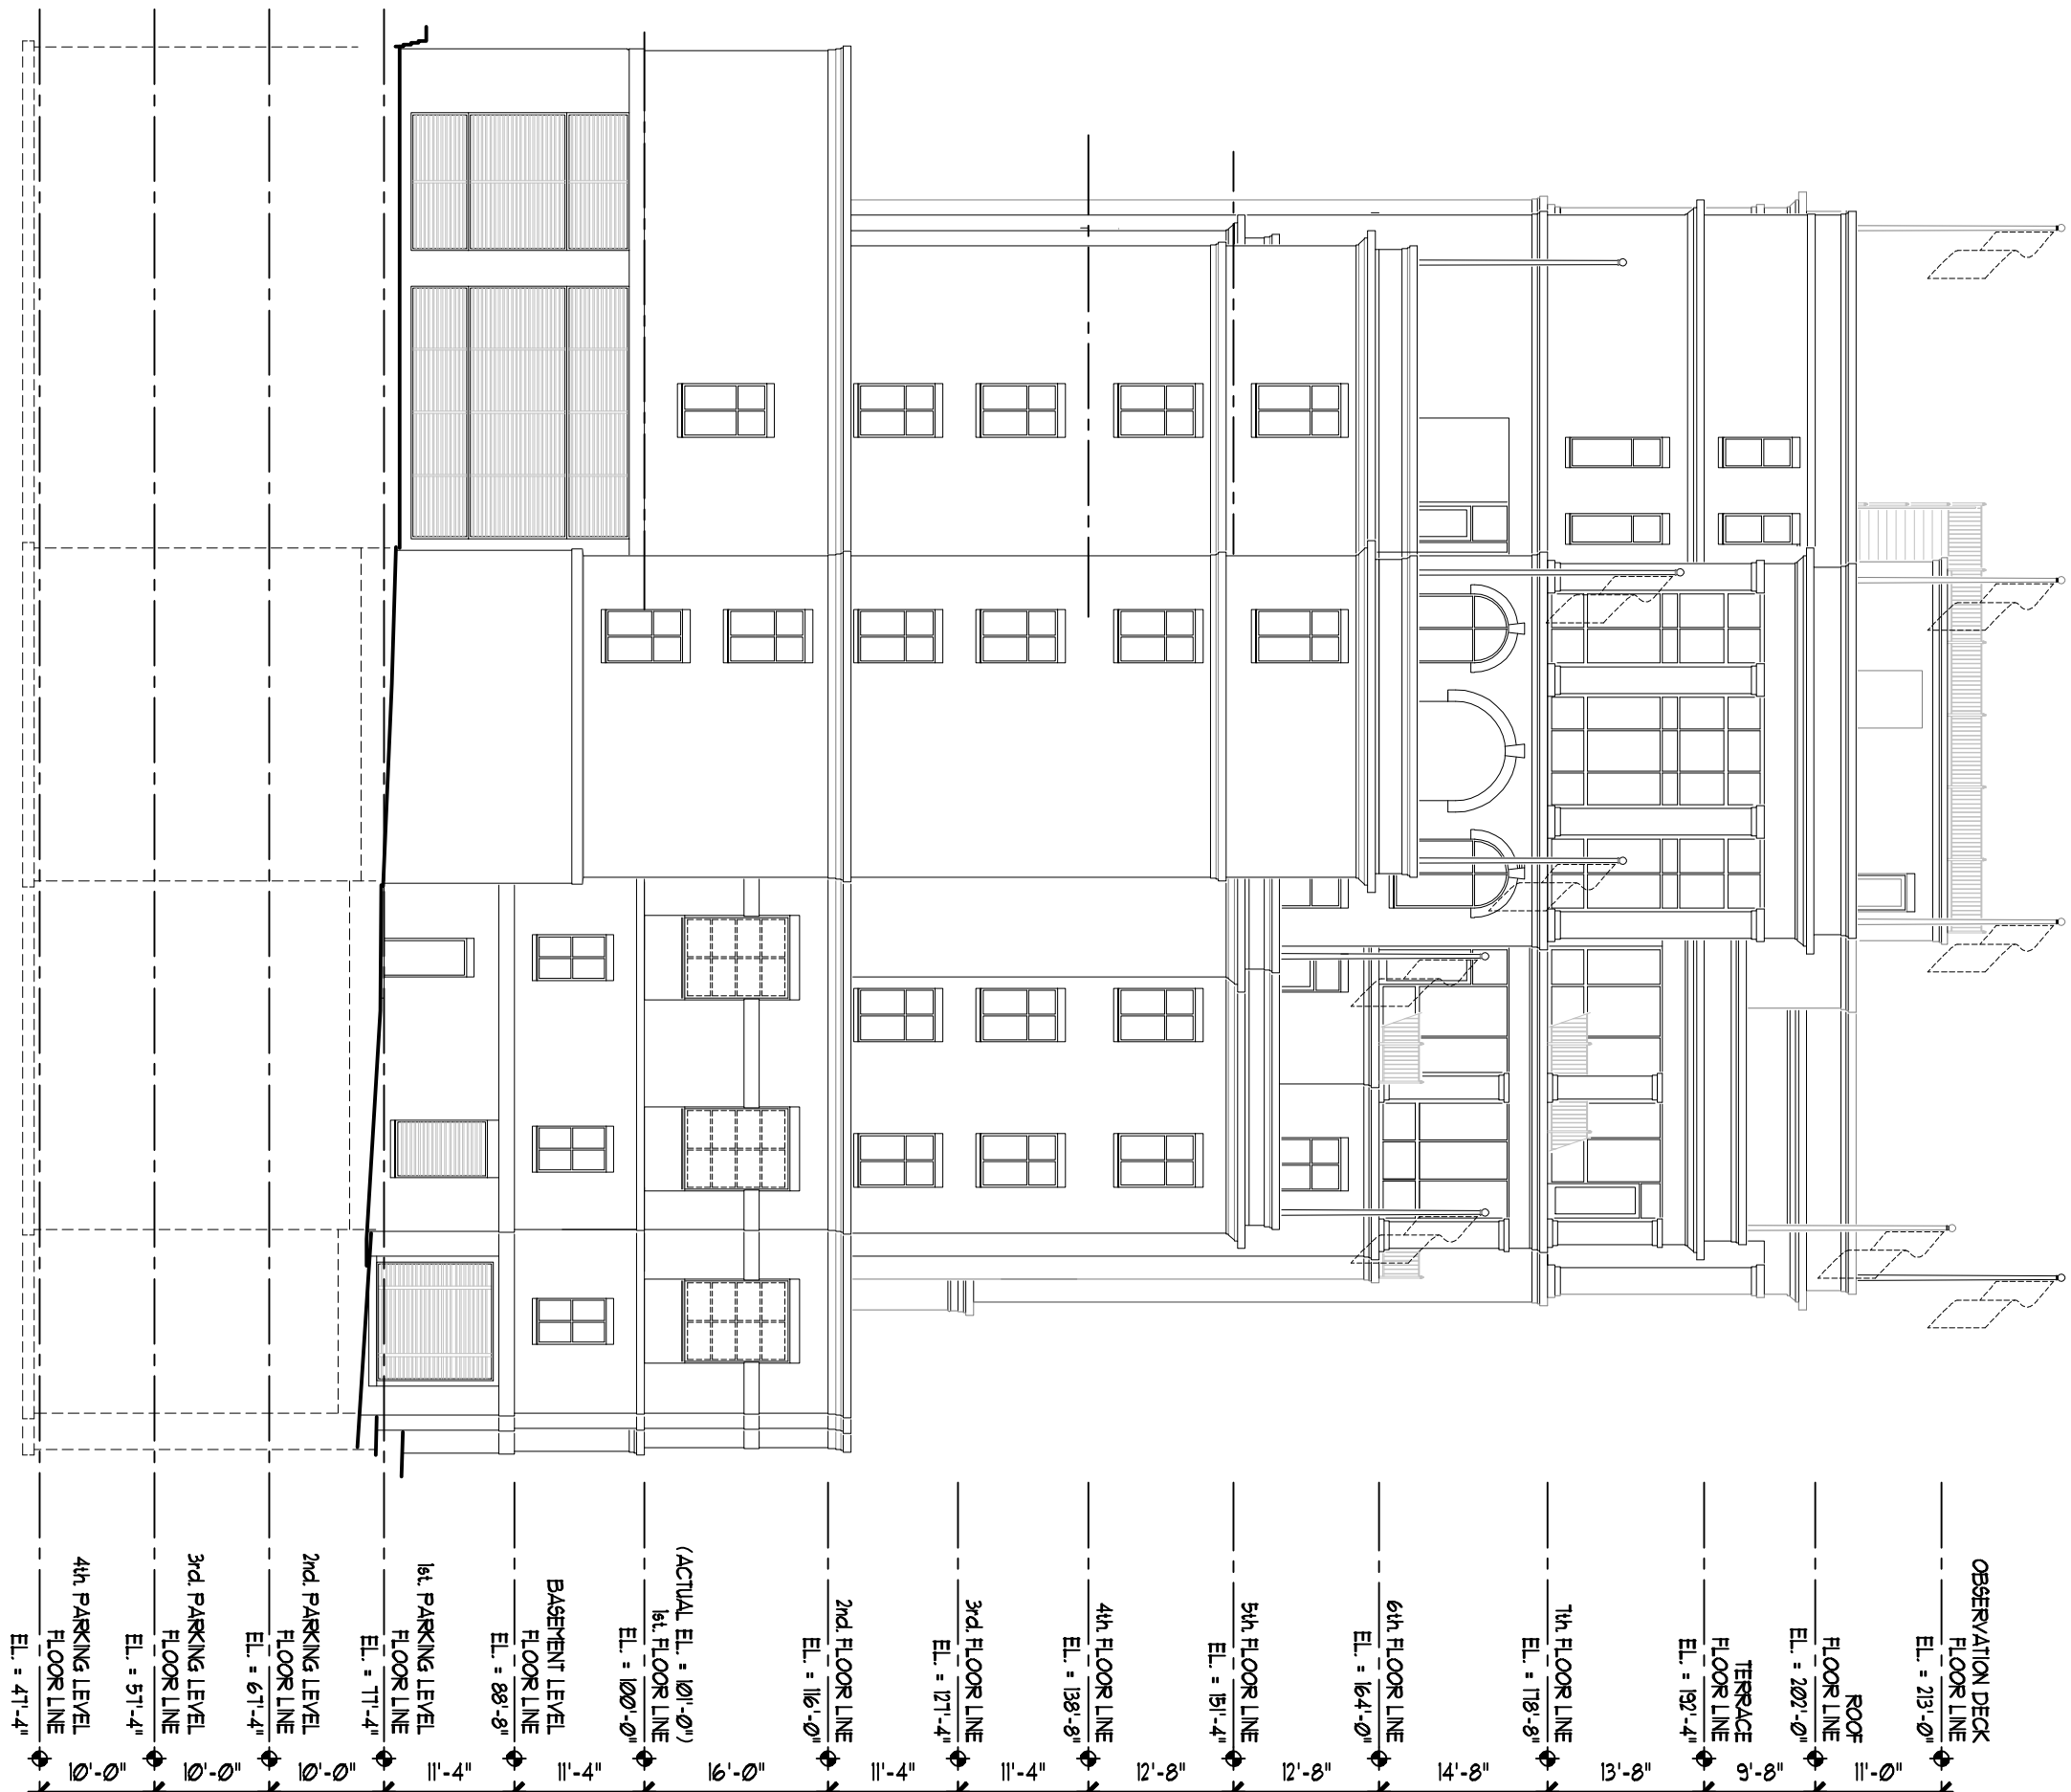 OBSERVATION DECK
FLOOR LINE
EL. = 213'-0"
11'-0"
ROOF
FLOOR LINE
EL. = 202'-0"
9'-8"
TERRACE
FLOOR LINE
EL. = 192'-4"
13'-8"
7th FLOOR LINE
EL. = 178'-8"
14'-8"
6th FLOOR LINE
EL. = 164'-0"
12'-8"
5th FLOOR LINE
EL. = 151'-4"
12'-8"
4th FLOOR LINE
EL. = 138'-8"
11'-4"
3rd. FLOOR LINE
EL. = 127'-4"
11'-4"
2nd. FLOOR LINE
EL. = 116'-0"
16'-0"
(ACTUAL EL. = 101'-0")
1st. FLOOR LINE
EL. = 100'-0"
11'-4"
BASEMENT LEVEL
FLOOR LINE
EL. = 88'-8"
11'-4"
1st. PARKING LEVEL
FLOOR LINE
EL. = 77'-4"
10'-0"
2nd. PARKING LEVEL
FLOOR LINE
EL. = 67'-4"
10'-0"
3rd. PARKING LEVEL
FLOOR LINE
EL. = 57'-4"
10'-0"
4th. PARKING LEVEL
FLOOR LINE
EL. = 47'-4"